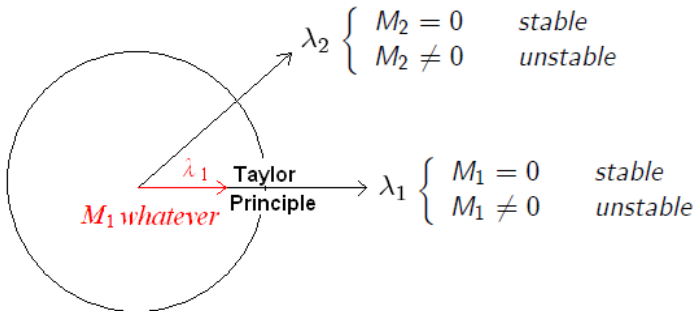 λ₂ { M₂ = 0 stable
M₂ ≠ 0 unstable
λ₁ Taylor
Principle
M₁ whatever
λ₁ { M₁ = 0 stable
M₁ ≠ 0 unstable